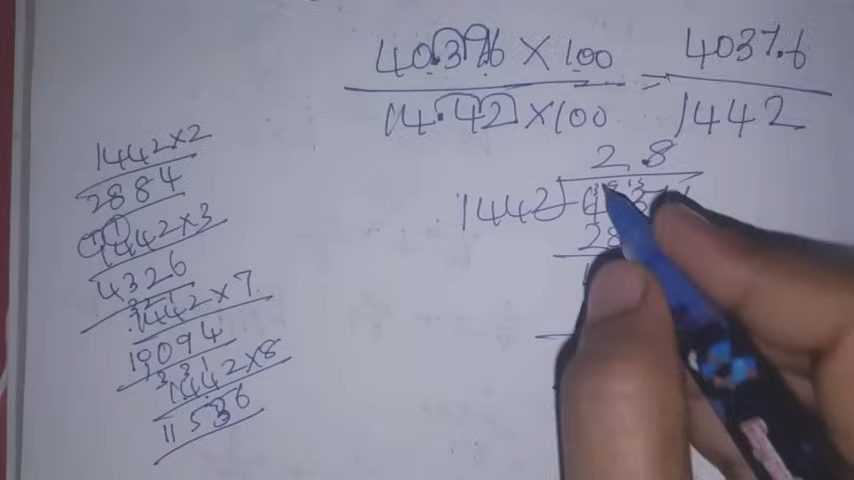 40.376 × 100
14.42 × 100
= 4037.6
1442
2.8
1442
28
1442 × 2
2884
1442 × 3
4326
1442 × 7
10094
1442 × 8
11536